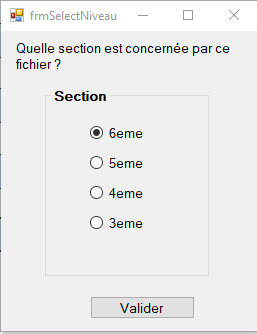 frmSelectNiveau
Quelle section est concernée par ce
fichier ?
Section
6eme
5eme
4eme
3eme
Valider